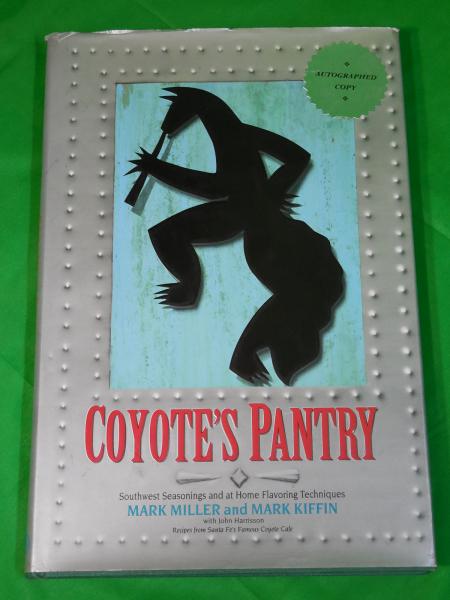 AUTOGRAPHED
COPY
COYOTE'S PANTRY
Southwest Seasonings and at Home Flavoring Techniques
MARK MILLER and MARK KIFFIN
with John Harrisson
Recipes from Santa Fe's Famous Coyote Cafe